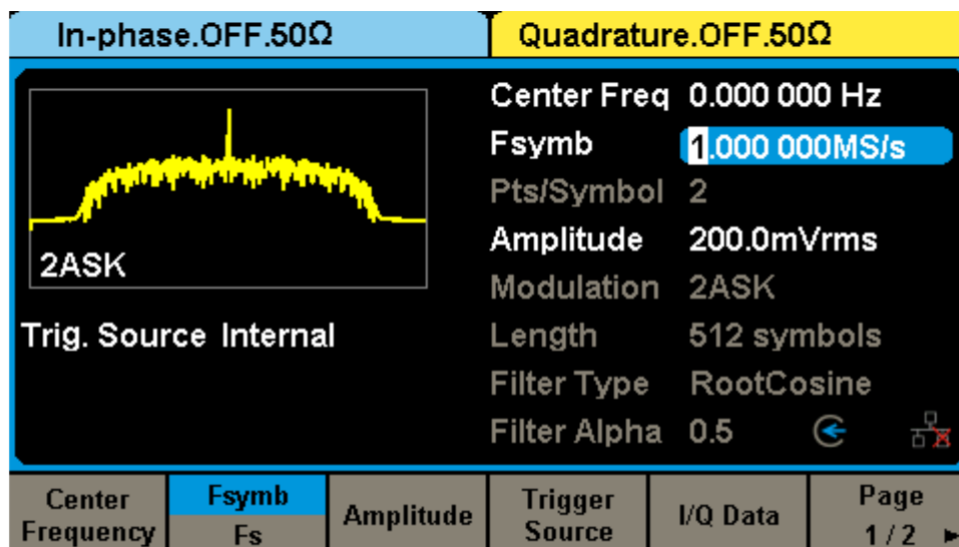 In-phase.OFF.50Ω
Quadrature.OFF.50Ω
2ASK
Trig. Source Internal
Center Freq 0.000 000 Hz
Fsymb 1.000 000MS/s
Pts/Symbol 2
Amplitude 200.0mVrms
Modulation 2ASK
Length 512 symbols
Filter Type RootCosine
Filter Alpha 0.5
Center Frequency
Fsymb
Fs
Amplitude
Trigger Source
I/Q Data
Page
1 / 2 ►